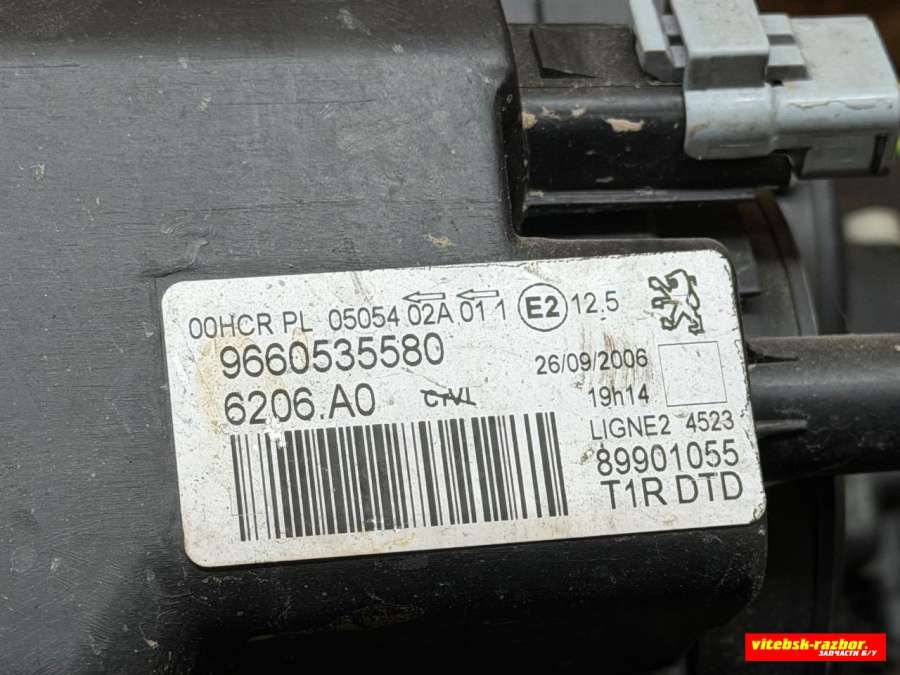 00HCR PL 05054 02A 01 1 E2 12.5
9660535580
26/09/2006
6206.A0
19h14
LIGNE2 4523
89901055
T1R DTD
vitebsk-razbor.
ЗАПЧАСТИ Б/У